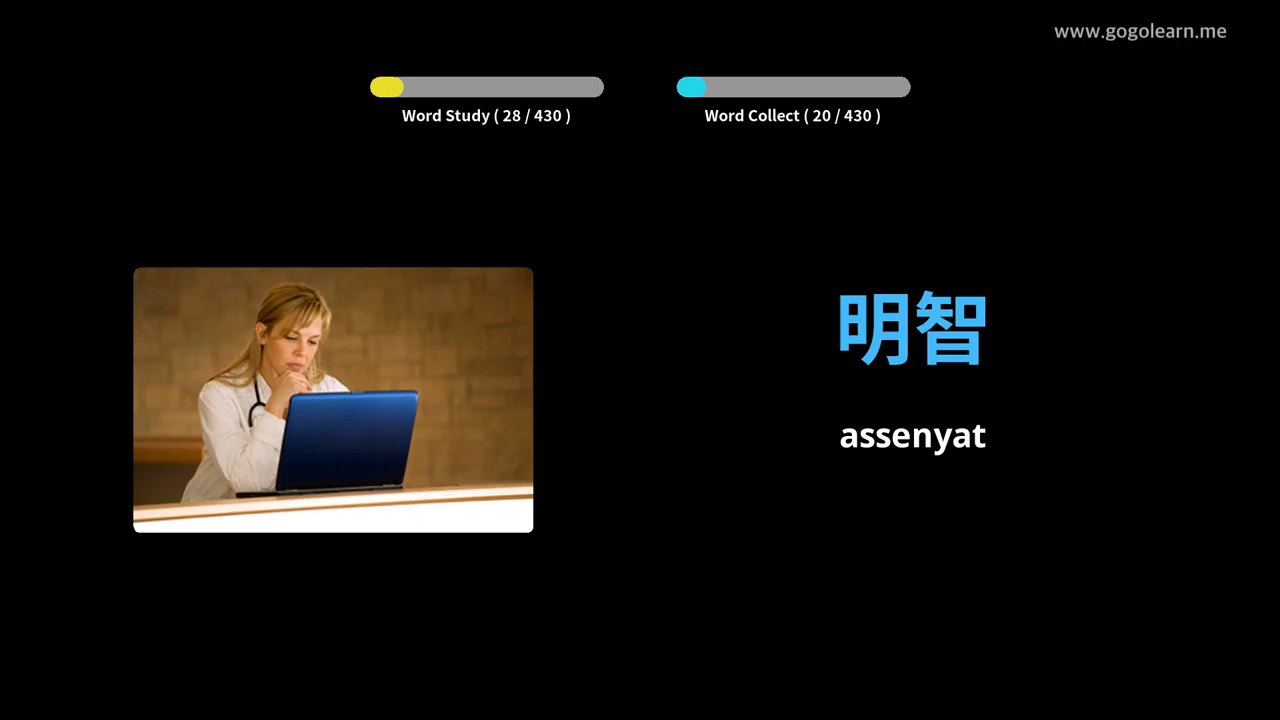 www.gogolearn.me
Word Study ( 28 / 430 )
Word Collect ( 20 / 430 )
明智
assenyat